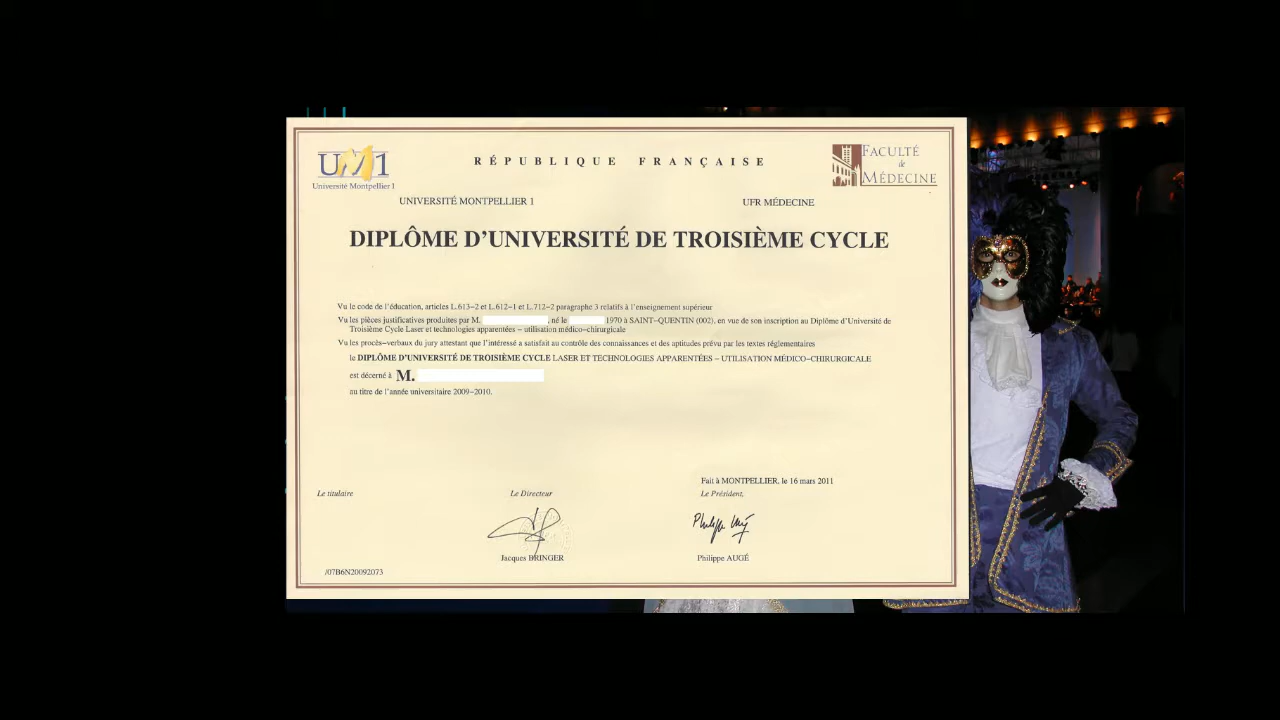 UM1
Université Montpellier I
RÉPUBLIQUE FRANÇAISE
FACULTÉ
de
MÉDECINE
UNIVERSITÉ MONTPELLIER 1
UFR MÉDECINE
DIPLÔME D'UNIVERSITÉ DE TROISIÈME CYCLE
Vu le code de l'éducation, articles L.613-2 et L.612-1 et L.712-2 paragraphe 3 relatifs à l'enseignement supérieur
Vu les pièces justificatives produites par M. , né le 1970 à SAINT-QUENTIN (002), en vue de son inscription au Diplôme d'Université de
Troisième Cycle Laser et technologies apparentées - utilisation médico-chirurgicale
Vu les procès-verbaux du jury attestant que l'intéressé a satisfait au contrôle des connaissances et des aptitudes prévu par les textes réglementaires
le DIPLÔME D'UNIVERSITÉ DE TROISIÈME CYCLE LASER ET TECHNOLOGIES APPARENTÉES - UTILISATION MÉDICO-CHIRURGICALE
est décerné à M.
au titre de l'année universitaire 2009-2010.
Fait à MONTPELLIER, le 16 mars 2011
Le titulaire
Le Directeur
Le Président,
Jacques BRINGER
Philippe AUGÉ
/07B6N20092073